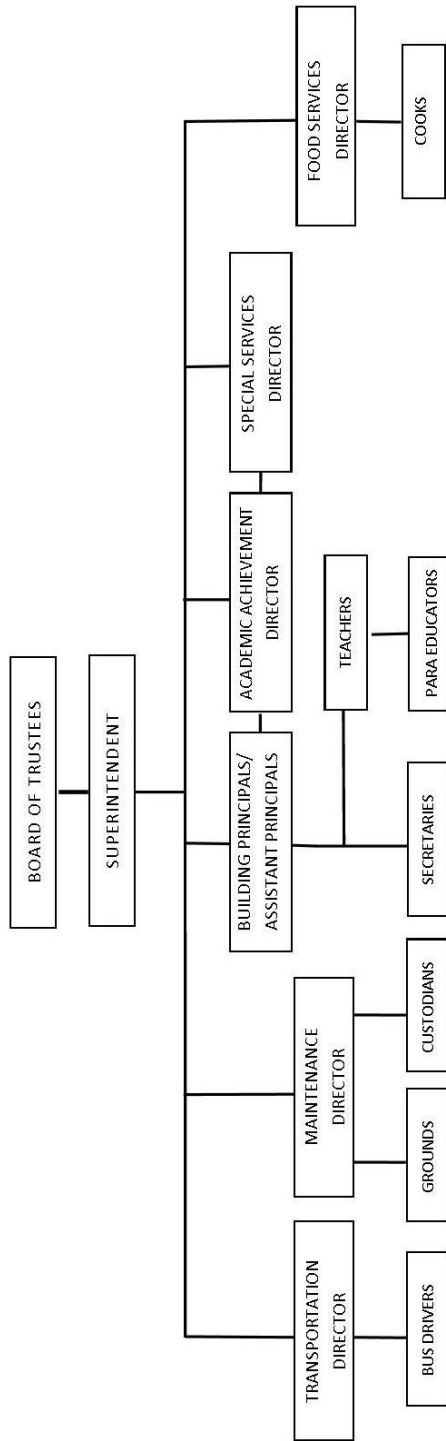 BOARD OF TRUSTEES
SUPERINTENDENT
BUILDING PRINCIPALS/
ASSISTANT PRINCIPALS
ACADEMIC ACHIEVEMENT
DIRECTOR
SPECIAL SERVICES
DIRECTOR
TRANSPORTATION
DIRECTOR
MAINTENANCE
DIRECTOR
FOOD SERVICES
DIRECTOR
TEACHERS
BUS DRIVERS
GROUNDS
CUSTODIANS
SECRETARIES
PARA EDUCATORS
COOKS